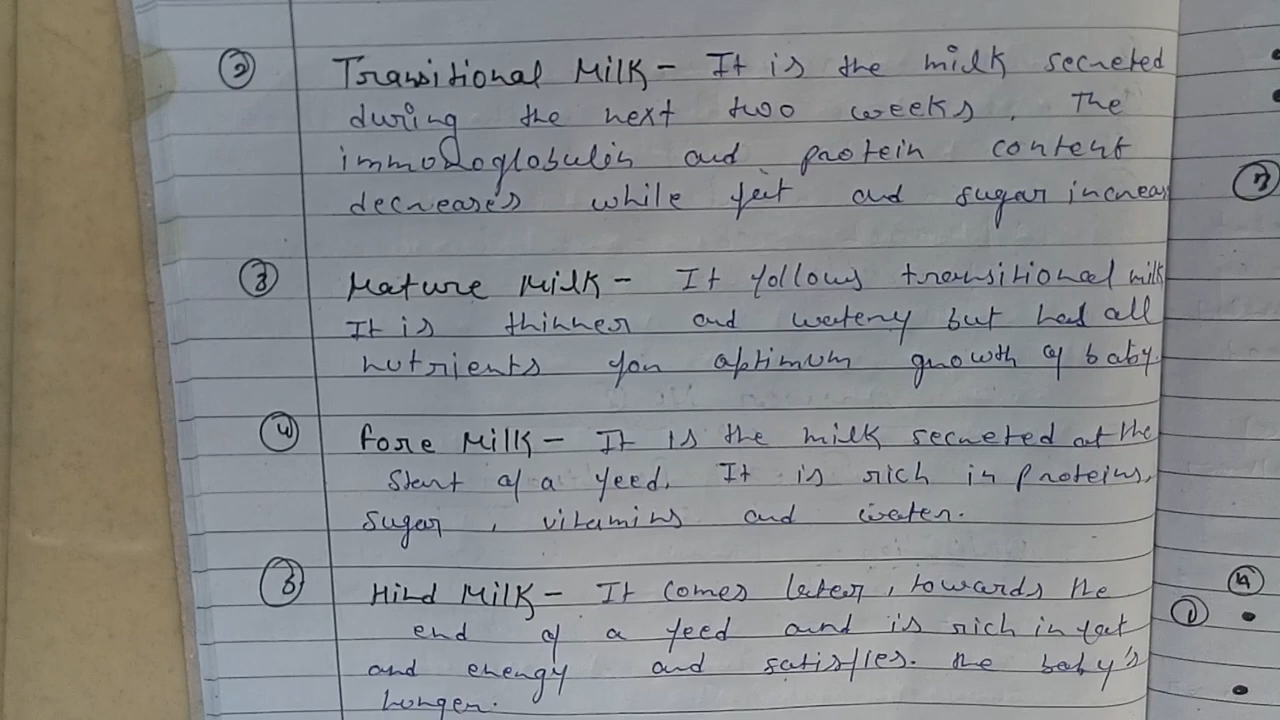 ② Transitional Milk - It is the milk secreted
during the next two weeks. The
immunoglobulin and protein content
decreases while fat and sugar increas
③ Mature Milk - It follows transitional milk
It is thinner and watery but had all
nutrients for optimum growth of baby.
④ Fore Milk - It is the milk secreted at the
start of a feed. It is rich in proteins,
sugar, vitamins and water.
⑤ Hind Milk - It comes later, towards the
end of a feed and is rich in fat
and energy and satisfies. the baby's
hunger.
④
①